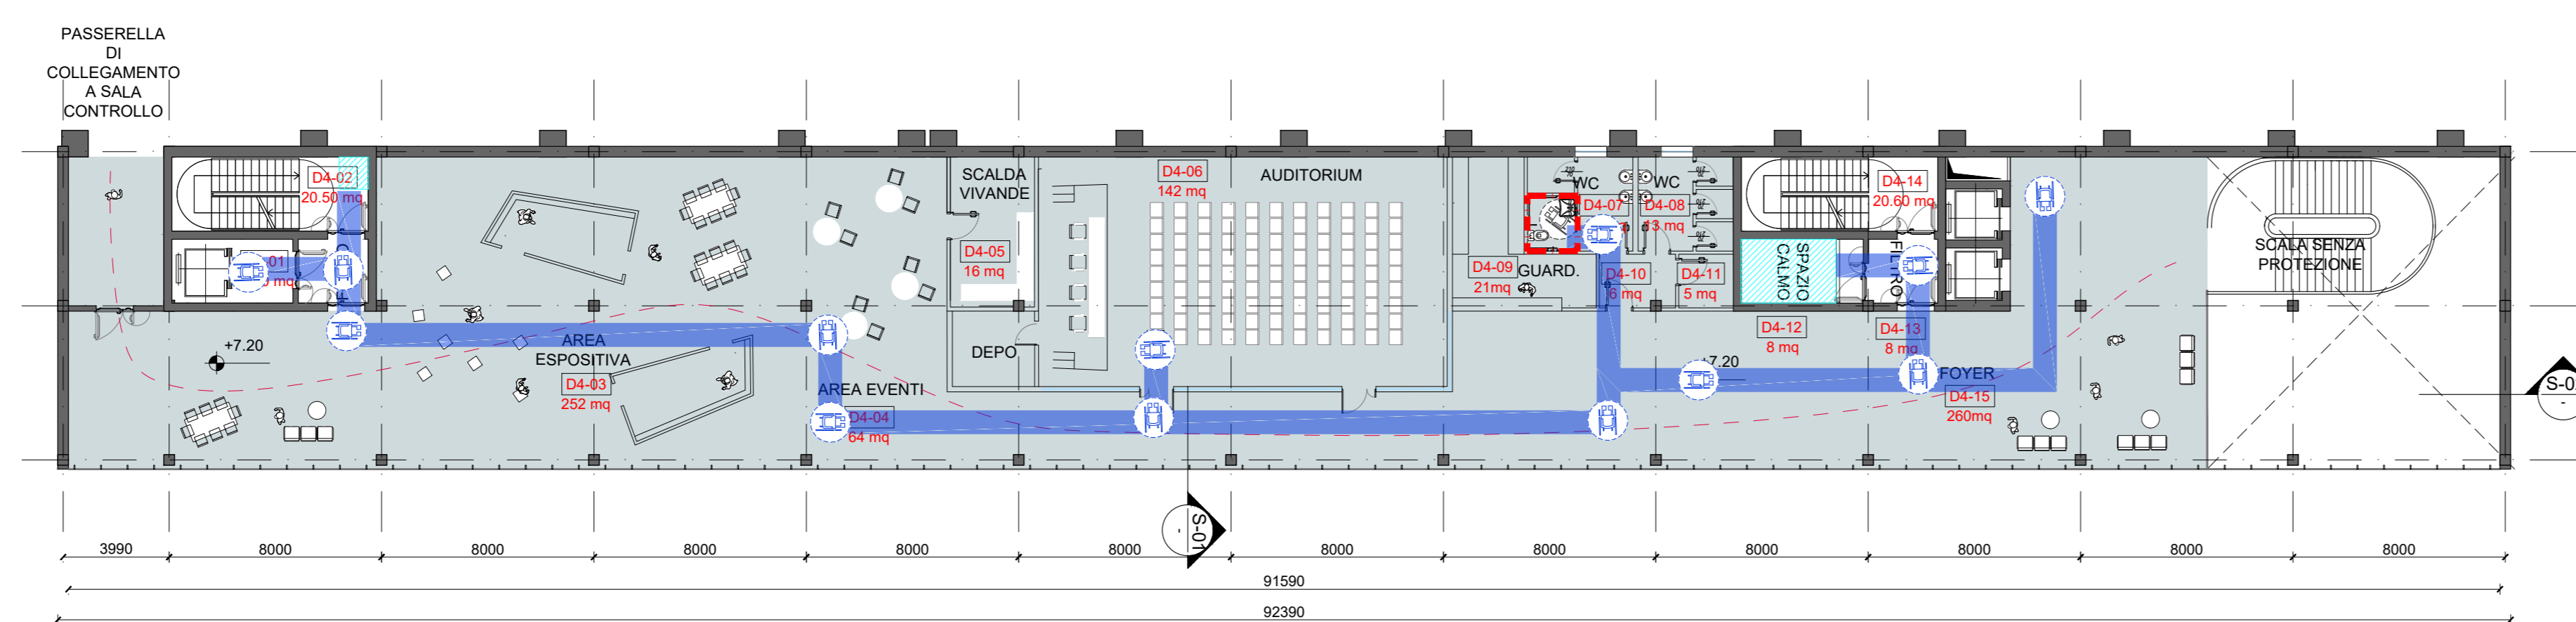 PASSERELLA
DI
COLLEGAMENTO
A SALA
CONTROLLO
D4-02
20.50 mq
SCALDA
VIVANDE
D4-05
16 mq
DEPO
D4-06
142 mq
AUDITORIUM
WC
WC
D4-07
D4-08
13 mq
D4-09
21mq
GUARD.
D4-10
6 mq
D4-11
5 mq
SPAZIO
CALMO
D4-14
20.60 mq
FILTRO
D4-12
8 mq
D4-13
8 mq
SCALA SENZA
PROTEZIONE
+7.20
AREA
ESPOSITIVA
D4-03
252 mq
AREA EVENTI
D4-04
64 mq
7.20
FOYER
D4-15
260mq
S-0
-
S-01
-
3990 8000 8000 8000 8000 8000 8000 8000 8000 8000 8000 8000
91590
92390